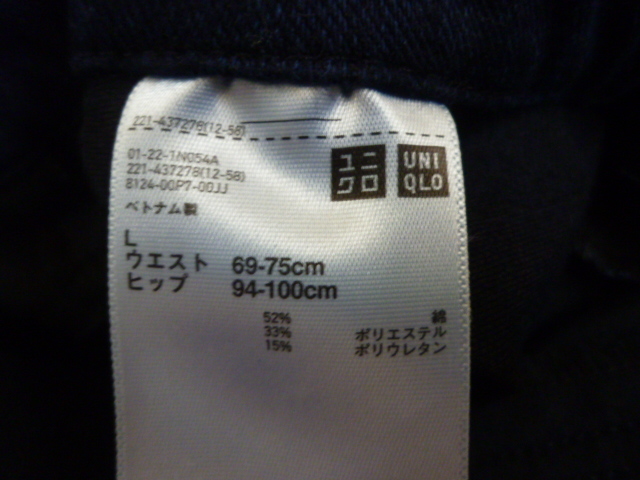 221-437278(12-58)
01-22-1N054A
221-437278(12-58)
8124-00P7-00JJ
ユニ
クロ
UNI
QLO
ベトナム製
L
ウエスト 69-75cm
ヒップ 94-100cm
52% 綿
33% ポリエステル
15% ポリウレタン